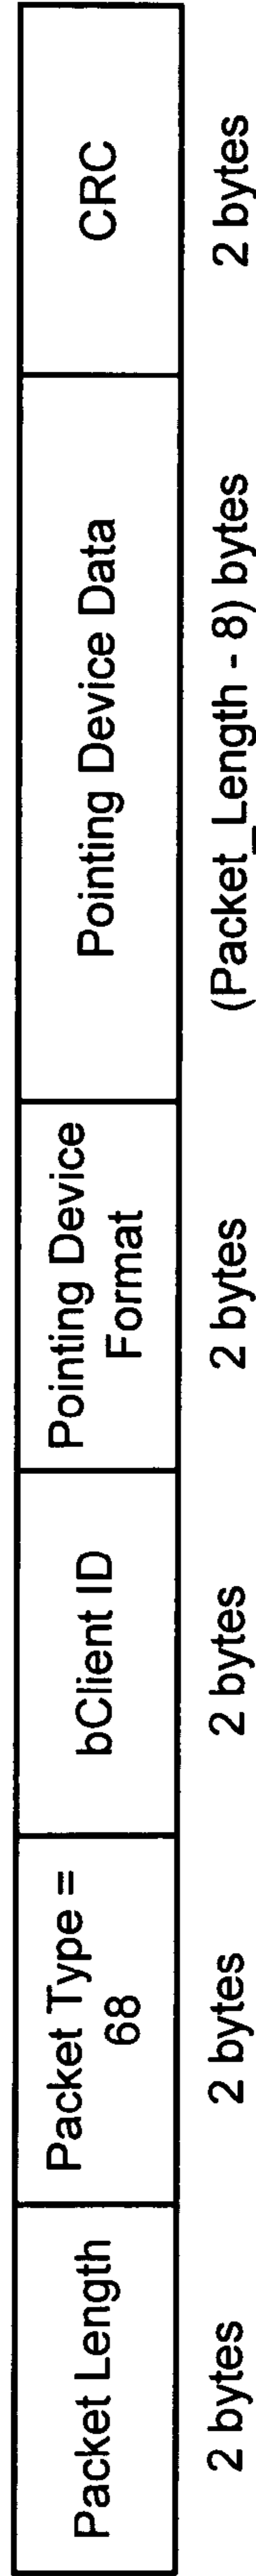 Packet Length
Packet Type =
68
bClient ID
Pointing Device
Format
Pointing Device Data
CRC
2 bytes
2 bytes
2 bytes
2 bytes
(Packet_Length - 8) bytes
2 bytes